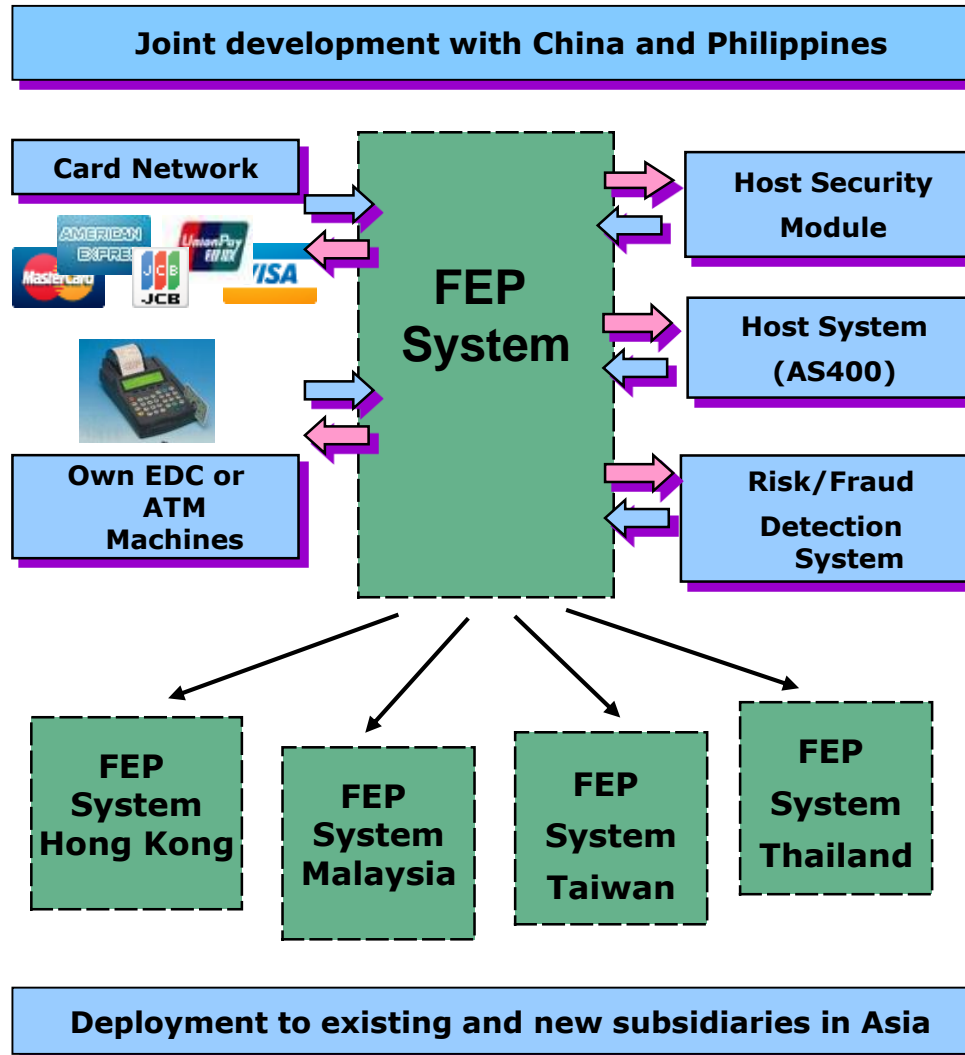 Joint development with China and Philippines
Card Network
AMERICAN
EXPRESS
UnionPay
银联
MasterCard
JCB
JCB
VISA
Own EDC or
ATM
Machines
FEP
System
Host Security
Module
Host System
(AS400)
Risk/Fraud
Detection
System
FEP
System
Hong Kong
FEP
System
Malaysia
FEP
System
Taiwan
FEP
System
Thailand
Deployment to existing and new subsidiaries in Asia